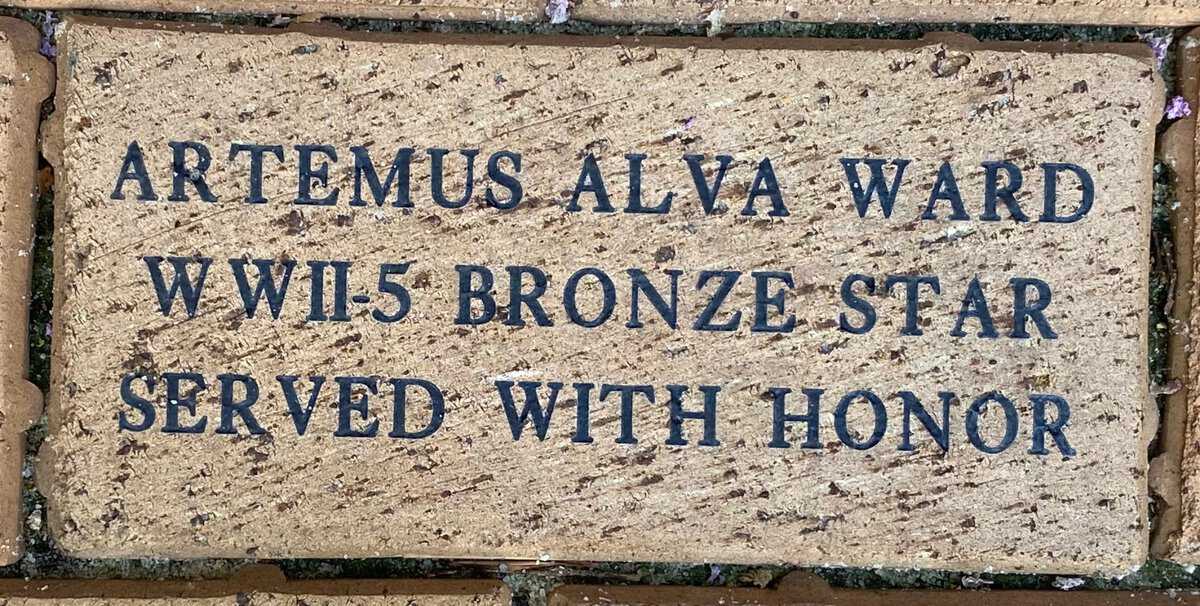 ARTEMUS ALVA WARD
WWII-5 BRONZE STAR
SERVED WITH HONOR